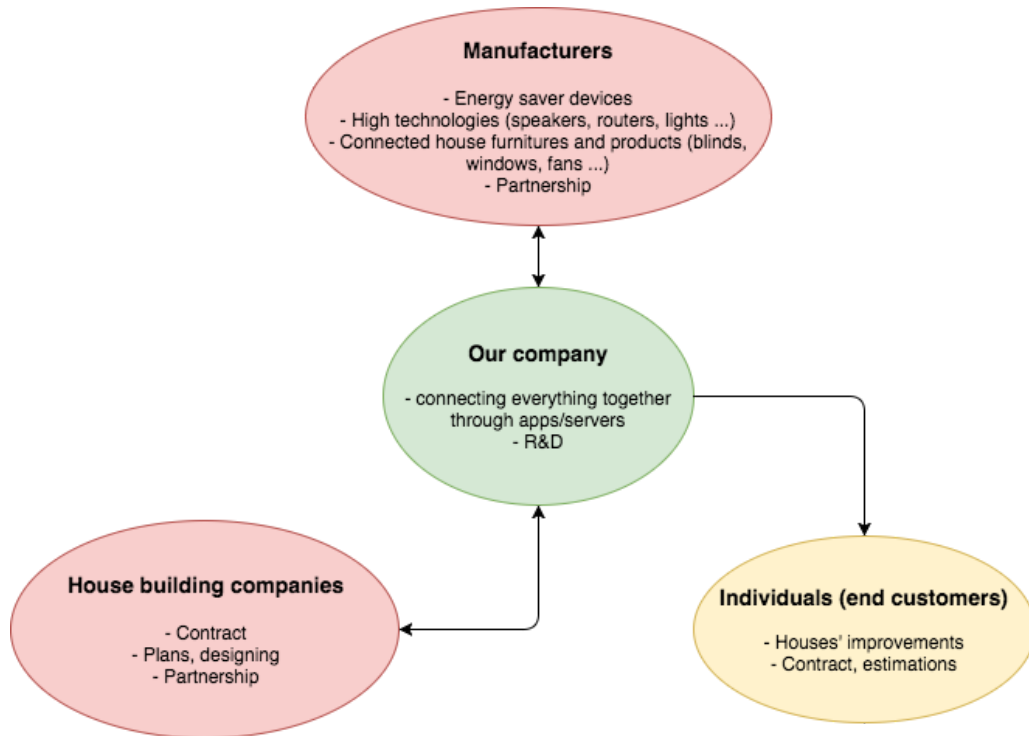 Manufacturers
- Energy saver devices
- High technologies (speakers, routers, lights ...)
- Connected house furnitures and products (blinds,
windows, fans ...)
- Partnership
Our company
- connecting everything together
through apps/servers
- R&D
House building companies
- Contract
- Plans, designing
- Partnership
Individuals (end customers)
- Houses' improvements
- Contract, estimations